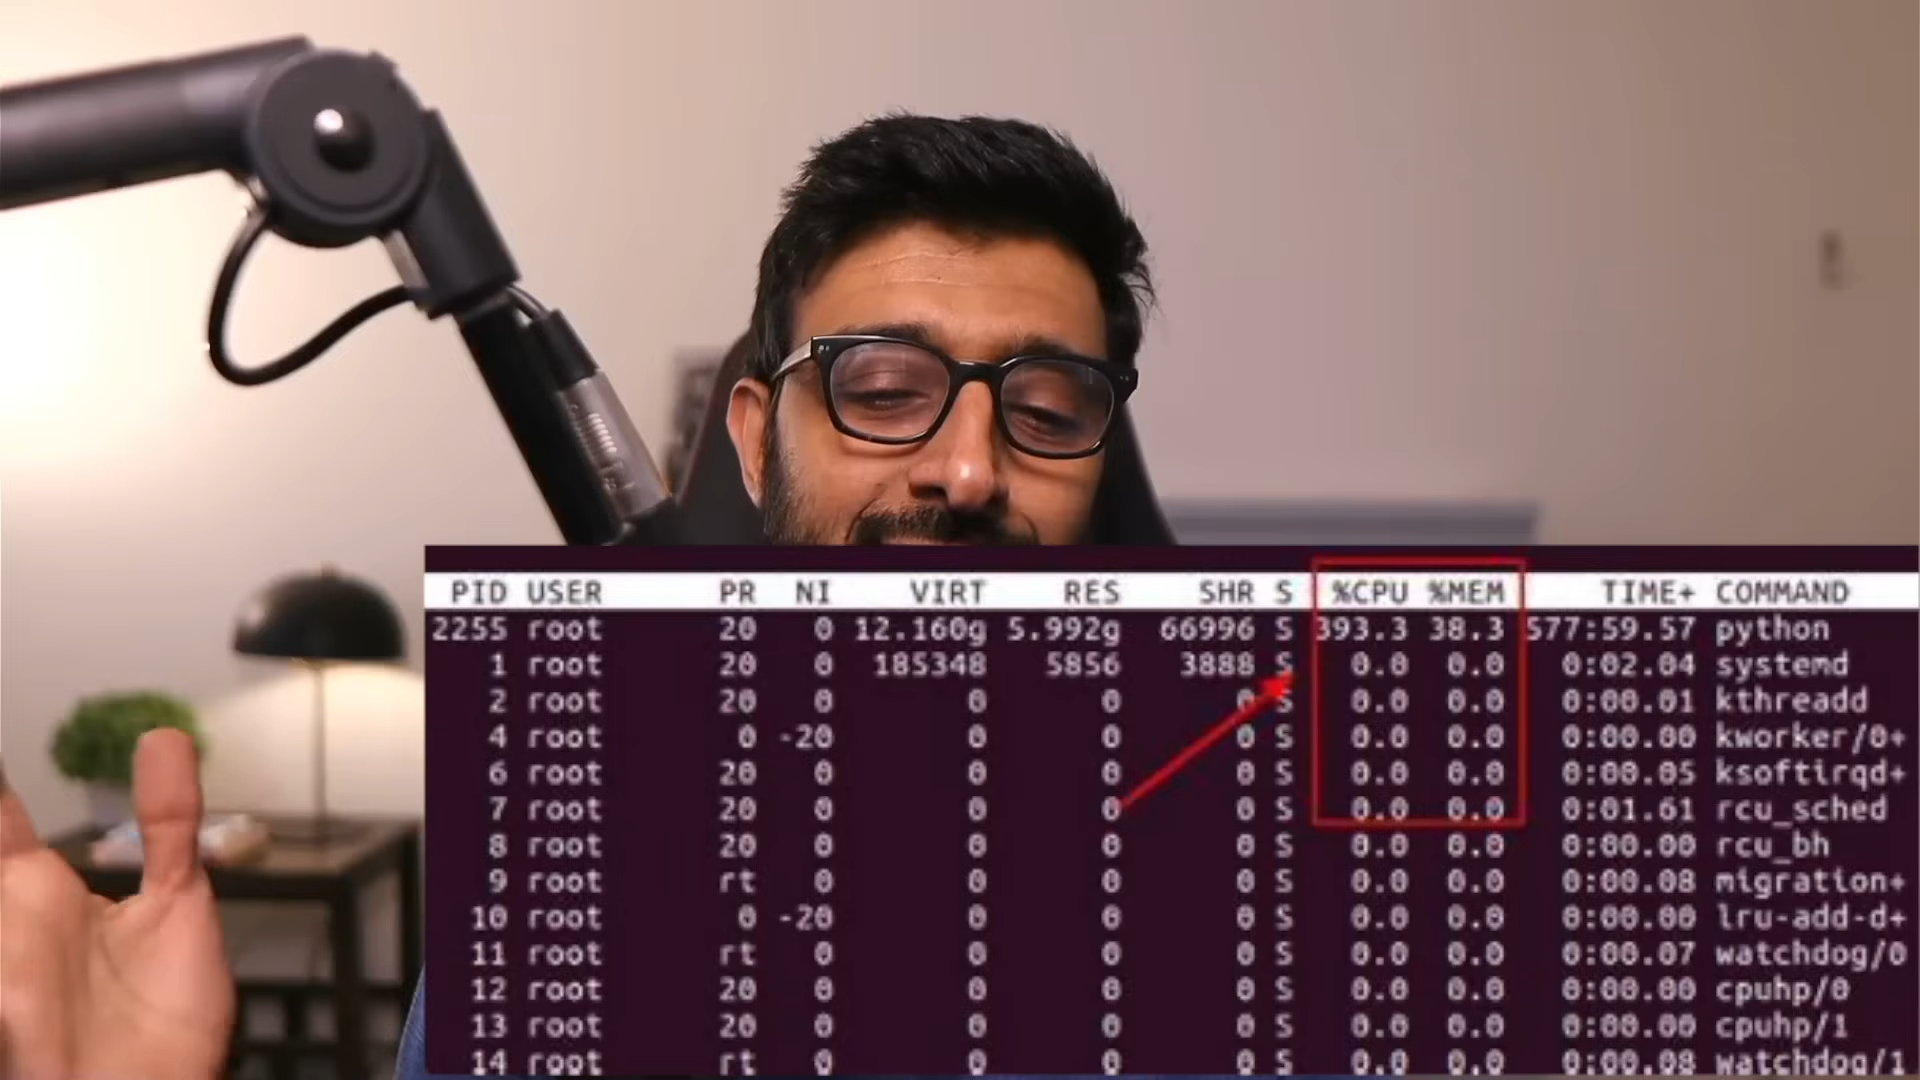 PID USER PR NI VIRT RES SHR S %CPU %MEM TIME+ COMMAND
2255 root 20 0 12.160g 5.992g 66996 S 393.3 38.3 577:59.57 python
1 root 20 0 185348 5856 3888 S 0.0 0.0 0:02.04 systemd
2 root 20 0 0 0 0 S 0.0 0.0 0:00.01 kthreadd
4 root 0 -20 0 0 0 S 0.0 0.0 0:00.00 kworker/0+
6 root 20 0 0 0 0 S 0.0 0.0 0:00.05 ksoftirqd+
7 root 20 0 0 0 0 S 0.0 0.0 0:01.61 rcu_sched
8 root 20 0 0 0 0 S 0.0 0.0 0:00.00 rcu_bh
9 root rt 0 0 0 0 S 0.0 0.0 0:00.08 migration+
10 root 0 -20 0 0 0 S 0.0 0.0 0:00.00 lru-add-d+
11 root rt 0 0 0 0 S 0.0 0.0 0:00.07 watchdog/0
12 root 20 0 0 0 0 S 0.0 0.0 0:00.00 cpuhp/0
13 root 20 0 0 0 0 S 0.0 0.0 0:00.00 cpuhp/1
14 root rt 0 0 0 0 S 0.0 0.0 0:00.08 watchdog/1